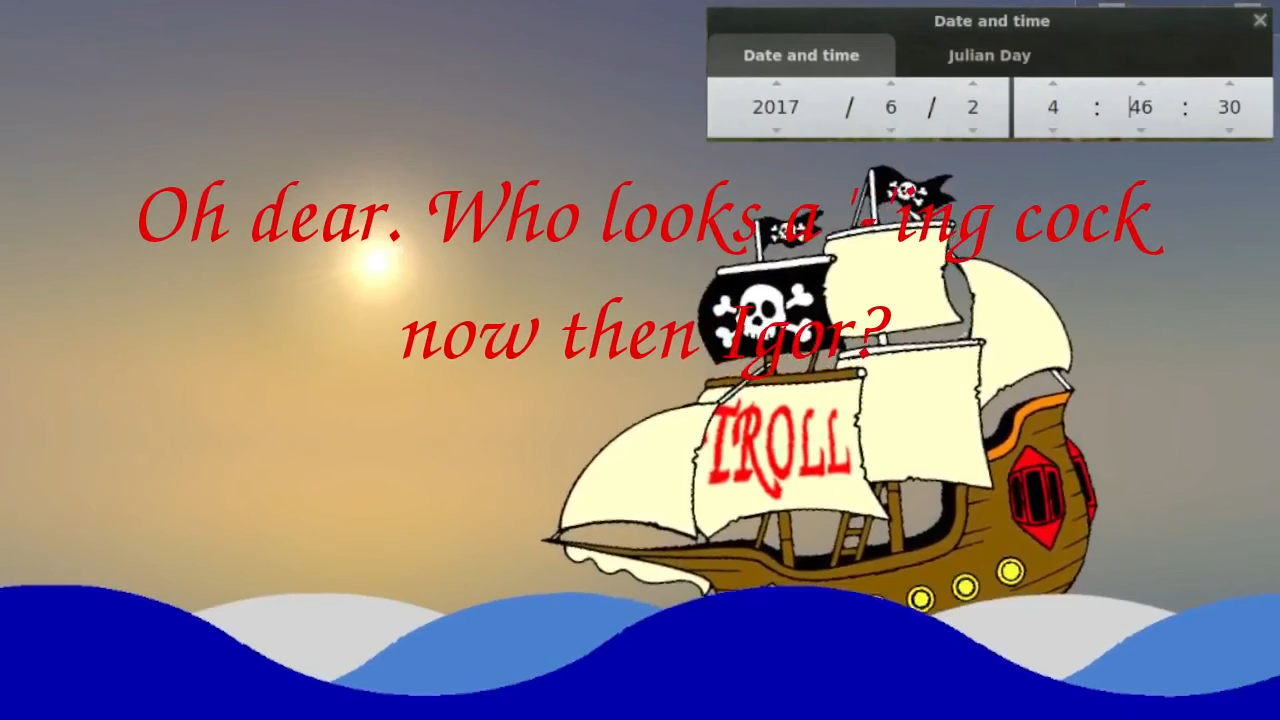 Date and time
Date and time Julian Day
2017 / 6 / 2 4 : 46 : 30
Oh dear. Who looks a '-'ing cock
now then Igor?
TROLL